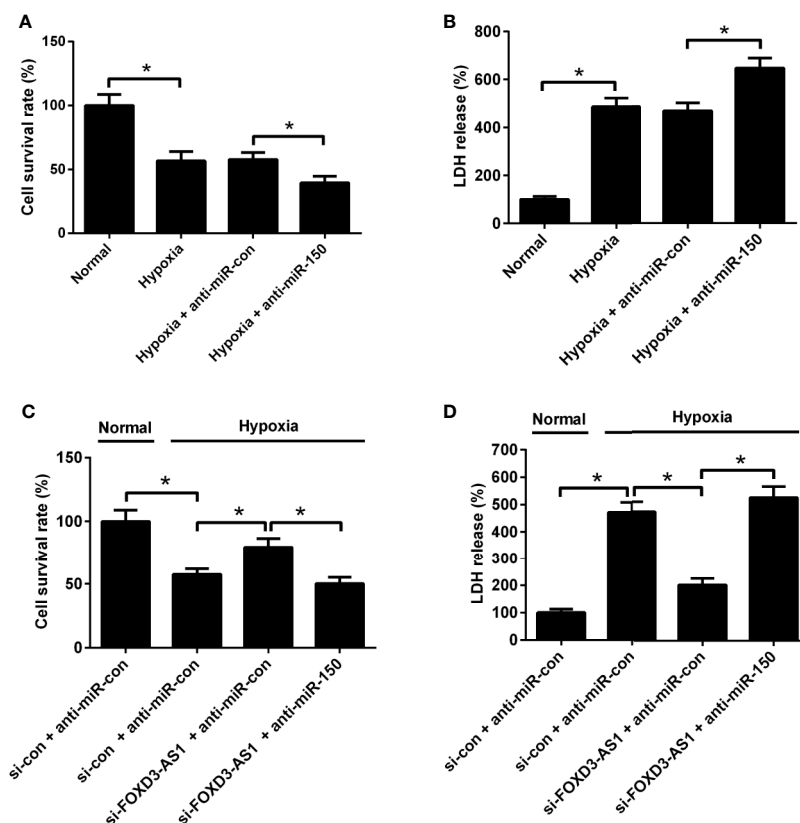 A
Cell survival rate (%)
150
100
50
0
*
*
Normal
Hypoxia
Hypoxia + anti-miR-con
Hypoxia + anti-miR-150
B
LDH release (%)
800
600
400
200
0
*
*
Normal
Hypoxia
Hypoxia + anti-miR-con
Hypoxia + anti-miR-150
C
Normal
Hypoxia
Cell survival rate (%)
150
100
50
0
*
*
*
si-con + anti-miR-con
si-con + anti-miR-con
si-FOXD3-AS1 + anti-miR-con
si-FOXD3-AS1 + anti-miR-150
D
Normal
Hypoxia
LDH release (%)
700
600
500
400
300
200
100
0
*
*
*
si-con + anti-miR-con
si-con + anti-miR-con
si-FOXD3-AS1 + anti-miR-con
si-FOXD3-AS1 + anti-miR-150